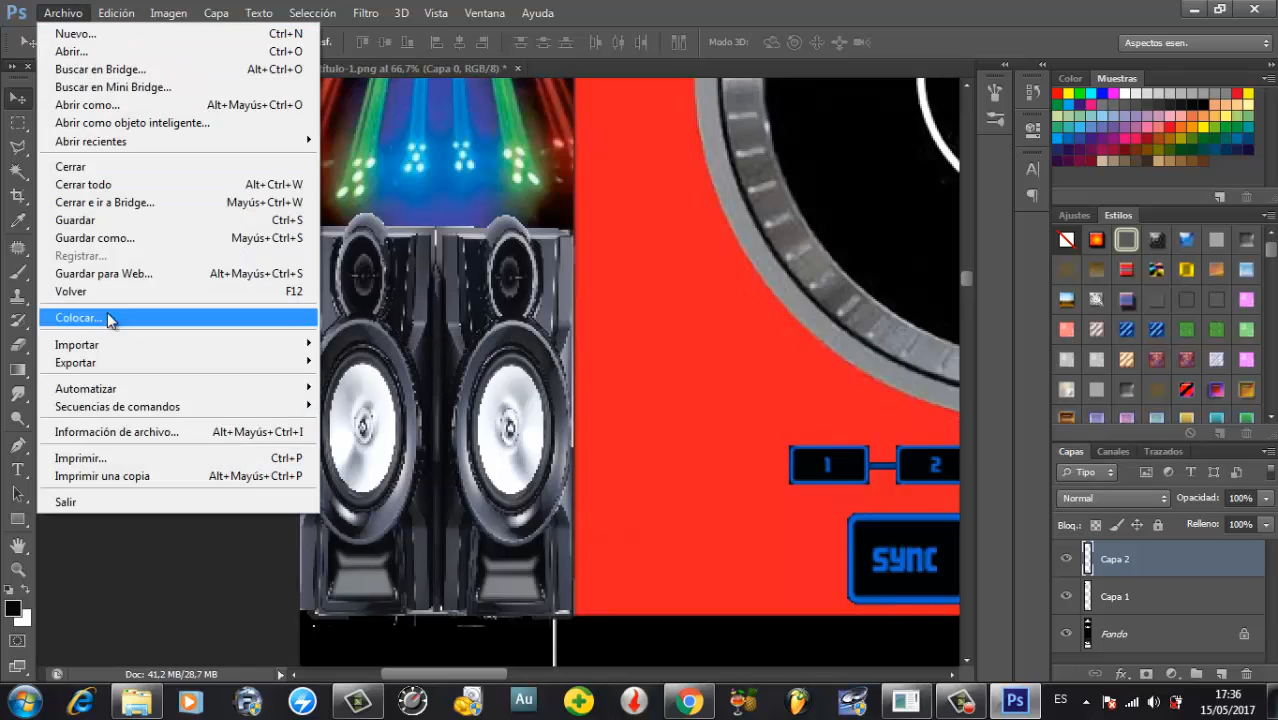 Ps Archivo Edición Imagen Capa Texto Selección Filtro 3D Vista Ventana Ayuda
Nuevo... Ctrl+N
Abrir... Ctrl+O
Buscar en Bridge... Alt+Ctrl+O
Buscar en Mini Bridge...
Abrir como... Alt+Mayús+Ctrl+O
Abrir como objeto inteligente...
Abrir recientes
Cerrar
Cerrar todo Alt+Ctrl+W
Cerrar e ir a Bridge... Mayús+Ctrl+W
Guardar Ctrl+S
Guardar como... Mayús+Ctrl+S
Registrar...
Guardar para Web... Alt+Mayús+Ctrl+S
Volver F12
Colocar...
Importar
Exportar
Automatizar
Secuencias de comandos
Información de archivo... Alt+Mayús+Ctrl+I
Imprimir... Ctrl+P
Imprimir una copia Alt+Mayús+Ctrl+P
Salir
nsf.
Modo 3D:
Aspectos esen.
título-1.png al 66,7% (Capa 0, RGB/8) *
1
2
sync
Color Muestras
Ajustes Estilos
Capas Canales Trazados
Tipo
Normal Opacidad: 100%
Bloq.: Relleno: 100%
Capa 2
Capa 1
Fondo
Doc: 41,2 MB/28,7 MB
Au
Ps
ES
17:36
15/05/2017